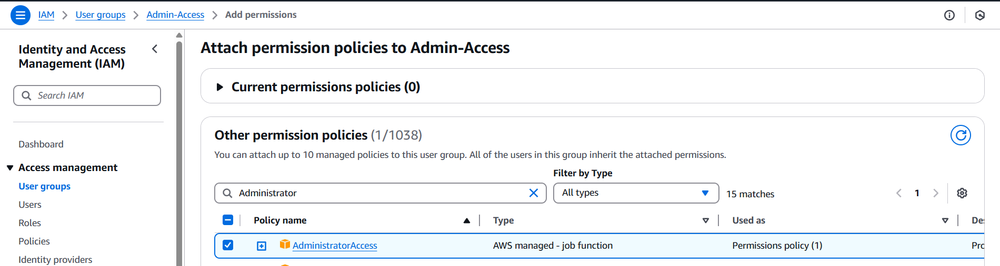 IAM > User groups > Admin-Access > Add permissions
Identity and Access
Management (IAM)
Search IAM
Dashboard
Access management
User groups
Users
Roles
Policies
Identity providers
Attach permission policies to Admin-Access
Current permissions policies (0)
Other permission policies (1/1038)
You can attach up to 10 managed policies to this user group. All of the users in this group inherit the attached permissions.
Filter by Type
Administrator
All types
15 matches
1
Policy name Type Used as
AdministratorAccess AWS managed - job function Permissions policy (1)